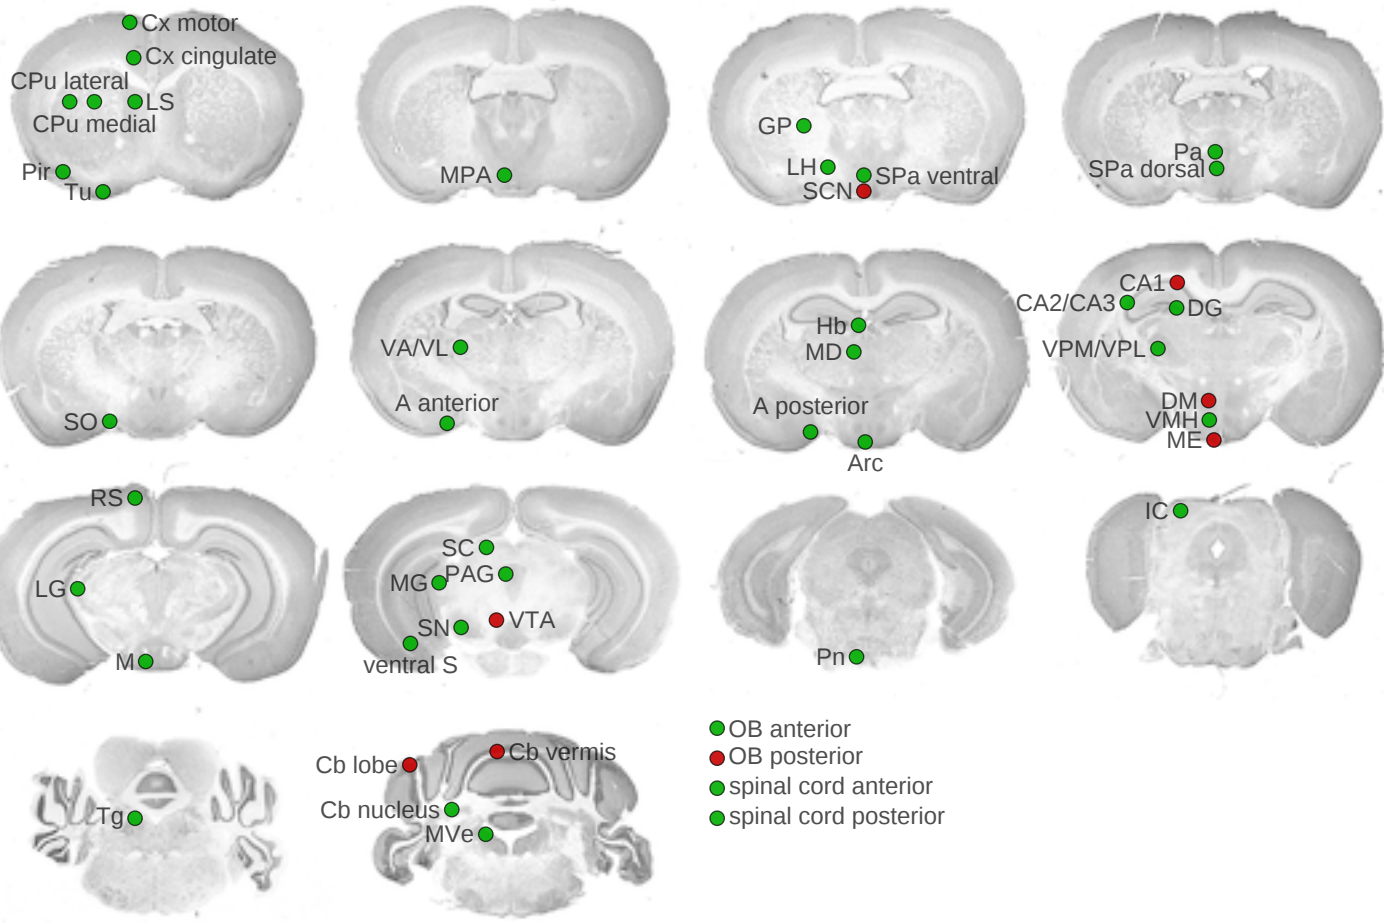 Cx motor
Cx cingulate
CPu lateral
LS
CPu medial
Pir
Tu
MPA
GP
LH
SPa ventral
SCN
Pa
SPa dorsal
SO
VA/VL
A anterior
Hb
MD
A posterior
Arc
CA1
CA2/CA3
DG
VPM/VPL
DM
VMH
ME
RS
LG
M
SC
MG
PAG
SN
VTA
ventral S
Pn
IC
Tg
Cb lobe
Cb vermis
Cb nucleus
MVe
OB anterior
OB posterior
spinal cord anterior
spinal cord posterior